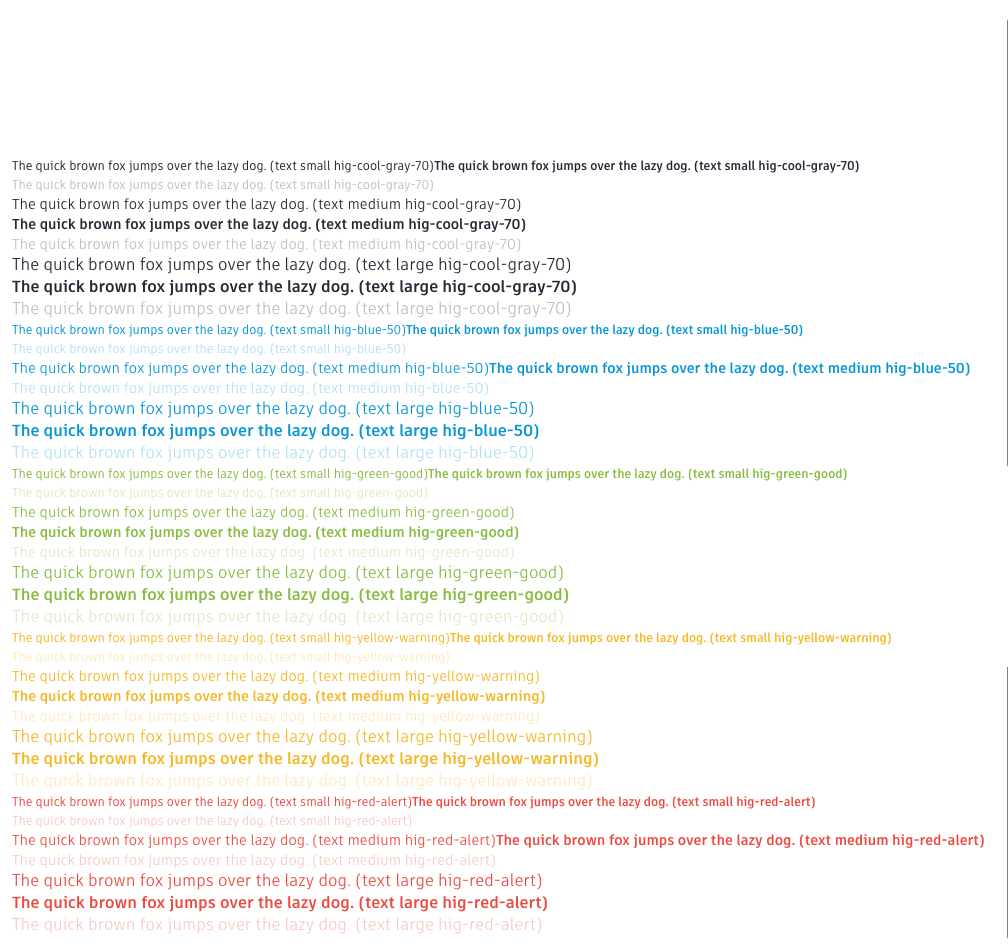 The quick brown fox jumps over the lazy dog. (text small hig-cool-gray-70)The quick brown fox jumps over the lazy dog. (text small hig-cool-gray-70)
The quick brown fox jumps over the lazy dog. (text small hig-cool-gray-70)
The quick brown fox jumps over the lazy dog. (text medium hig-cool-gray-70)
The quick brown fox jumps over the lazy dog. (text medium hig-cool-gray-70)
The quick brown fox jumps over the lazy dog. (text medium hig-cool-gray-70)
The quick brown fox jumps over the lazy dog. (text large hig-cool-gray-70)
The quick brown fox jumps over the lazy dog. (text large hig-cool-gray-70)
The quick brown fox jumps over the lazy dog. (text large hig-cool-gray-70)
The quick brown fox jumps over the lazy dog. (text small hig-blue-50)The quick brown fox jumps over the lazy dog. (text small hig-blue-50)
The quick brown fox jumps over the lazy dog. (text small hig-blue-50)
The quick brown fox jumps over the lazy dog. (text medium hig-blue-50)The quick brown fox jumps over the lazy dog. (text medium hig-blue-50)
The quick brown fox jumps over the lazy dog. (text medium hig-blue-50)
The quick brown fox jumps over the lazy dog. (text large hig-blue-50)
The quick brown fox jumps over the lazy dog. (text large hig-blue-50)
The quick brown fox jumps over the lazy dog. (text large hig-blue-50)
The quick brown fox jumps over the lazy dog. (text small hig-green-good)The quick brown fox jumps over the lazy dog. (text small hig-green-good)
The quick brown fox jumps over the lazy dog. (text small hig-green-good)
The quick brown fox jumps over the lazy dog. (text medium hig-green-good)
The quick brown fox jumps over the lazy dog. (text medium hig-green-good)
The quick brown fox jumps over the lazy dog. (text medium hig-green-good)
The quick brown fox jumps over the lazy dog. (text large hig-green-good)
The quick brown fox jumps over the lazy dog. (text large hig-green-good)
The quick brown fox jumps over the lazy dog. (text large hig-green-good)
The quick brown fox jumps over the lazy dog. (text small hig-yellow-warning)The quick brown fox jumps over the lazy dog. (text small hig-yellow-warning)
The quick brown fox jumps over the lazy dog. (text small hig-yellow-warning)
The quick brown fox jumps over the lazy dog. (text medium hig-yellow-warning)
The quick brown fox jumps over the lazy dog. (text medium hig-yellow-warning)
The quick brown fox jumps over the lazy dog. (text medium hig-yellow-warning)
The quick brown fox jumps over the lazy dog. (text large hig-yellow-warning)
The quick brown fox jumps over the lazy dog. (text large hig-yellow-warning)
The quick brown fox jumps over the lazy dog. (text large hig-yellow-warning)
The quick brown fox jumps over the lazy dog. (text small hig-red-alert)The quick brown fox jumps over the lazy dog. (text small hig-red-alert)
The quick brown fox jumps over the lazy dog. (text small hig-red-alert)
The quick brown fox jumps over the lazy dog. (text medium hig-red-alert)The quick brown fox jumps over the lazy dog. (text medium hig-red-alert)
The quick brown fox jumps over the lazy dog. (text medium hig-red-alert)
The quick brown fox jumps over the lazy dog. (text large hig-red-alert)
The quick brown fox jumps over the lazy dog. (text large hig-red-alert)
The quick brown fox jumps over the lazy dog. (text large hig-red-alert)